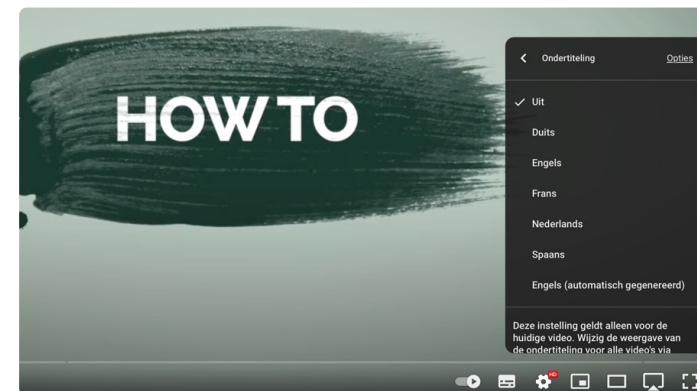 HOW TO
Ondertiteling Opties
Uit
Duits
Engels
Frans
Nederlands
Spaans
Engels (automatisch gegenereerd)
Deze instelling geldt alleen voor de
huidige video. Wijzig de weergave van
de ondertiteling voor alle video's via
HD